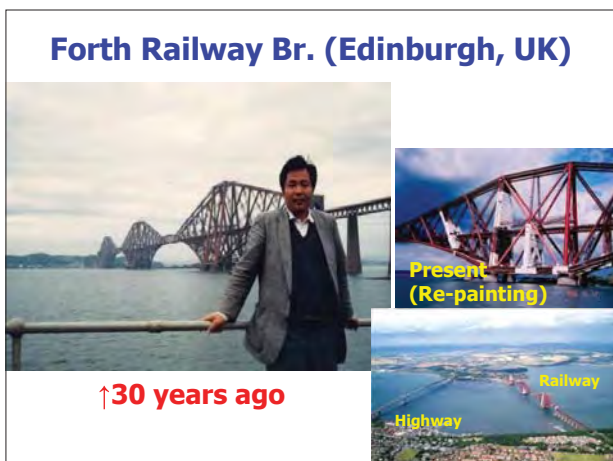 Forth Railway Br. (Edinburgh, UK)
Present
(Re-painting)
Railway
Highway
↑30 years ago